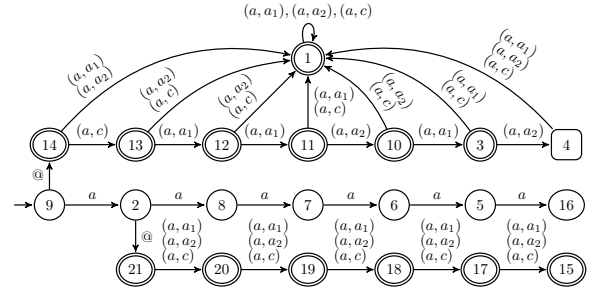 (a, a₁), (a, a₂), (a, c)
1
(a, a₁)
(a, a₂)
(a, a₂)
(a, c)
(a, a₂)
(a, c)
(a, a₁)
(a, c)
(a, a₂)
(a, c)
(a, a₁)
(a, c)
(a, a₁)
(a, a₂)
(a, c)
14 (a, c) 13 (a, a₁) 12 (a, a₁) 11 (a, a₂) 10 (a, a₁) 3 (a, a₂) 4
@
9 a 2 a 8 a 7 a 6 a 5 a 16
@
(a, a₁) (a, a₁) (a, a₁) (a, a₁) (a, a₁)
(a, a₂) (a, a₂) (a, a₂) (a, a₂) (a, a₂)
(a, c) (a, c) (a, c) (a, c) (a, c)
21 20 19 18 17 15